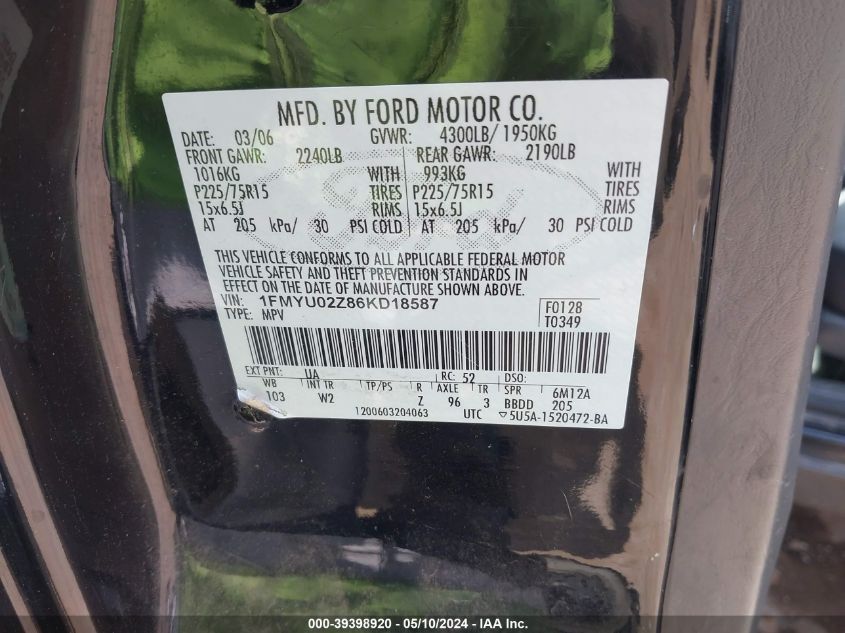 MFD. BY FORD MOTOR CO.
DATE: 03/06 GVWR: 4300LB/ 1950KG
FRONT GAWR: 2240LB REAR GAWR: 2190LB
1016KG WITH 993KG WITH
P225/75R15 TIRES P225/75R15 TIRES
15x6.5J RIMS 15x6.5J RIMS
AT 205 kPa/ 30 PSI COLD AT 205 kPa/ 30 PSI COLD
THIS VEHICLE CONFORMS TO ALL APPLICABLE FEDERAL MOTOR
VEHICLE SAFETY AND THEFT PREVENTION STANDARDS IN EFFECT ON
THE DATE OF MANUFACTURE SHOWN ABOVE.
VIN: 1FMYU02Z86KD18587 F0128
TYPE: MPV T0349
EXT PNT: UA RC: 52 DSO:
WB INT TR TP/PS R AXLE TR SPR 6M12A
103 W2 Z 96 3 BBDD 205
1200603204063 UTC ▽5U5A-1520472-BA
000-39398920 - 05/10/2024 - IAA Inc.